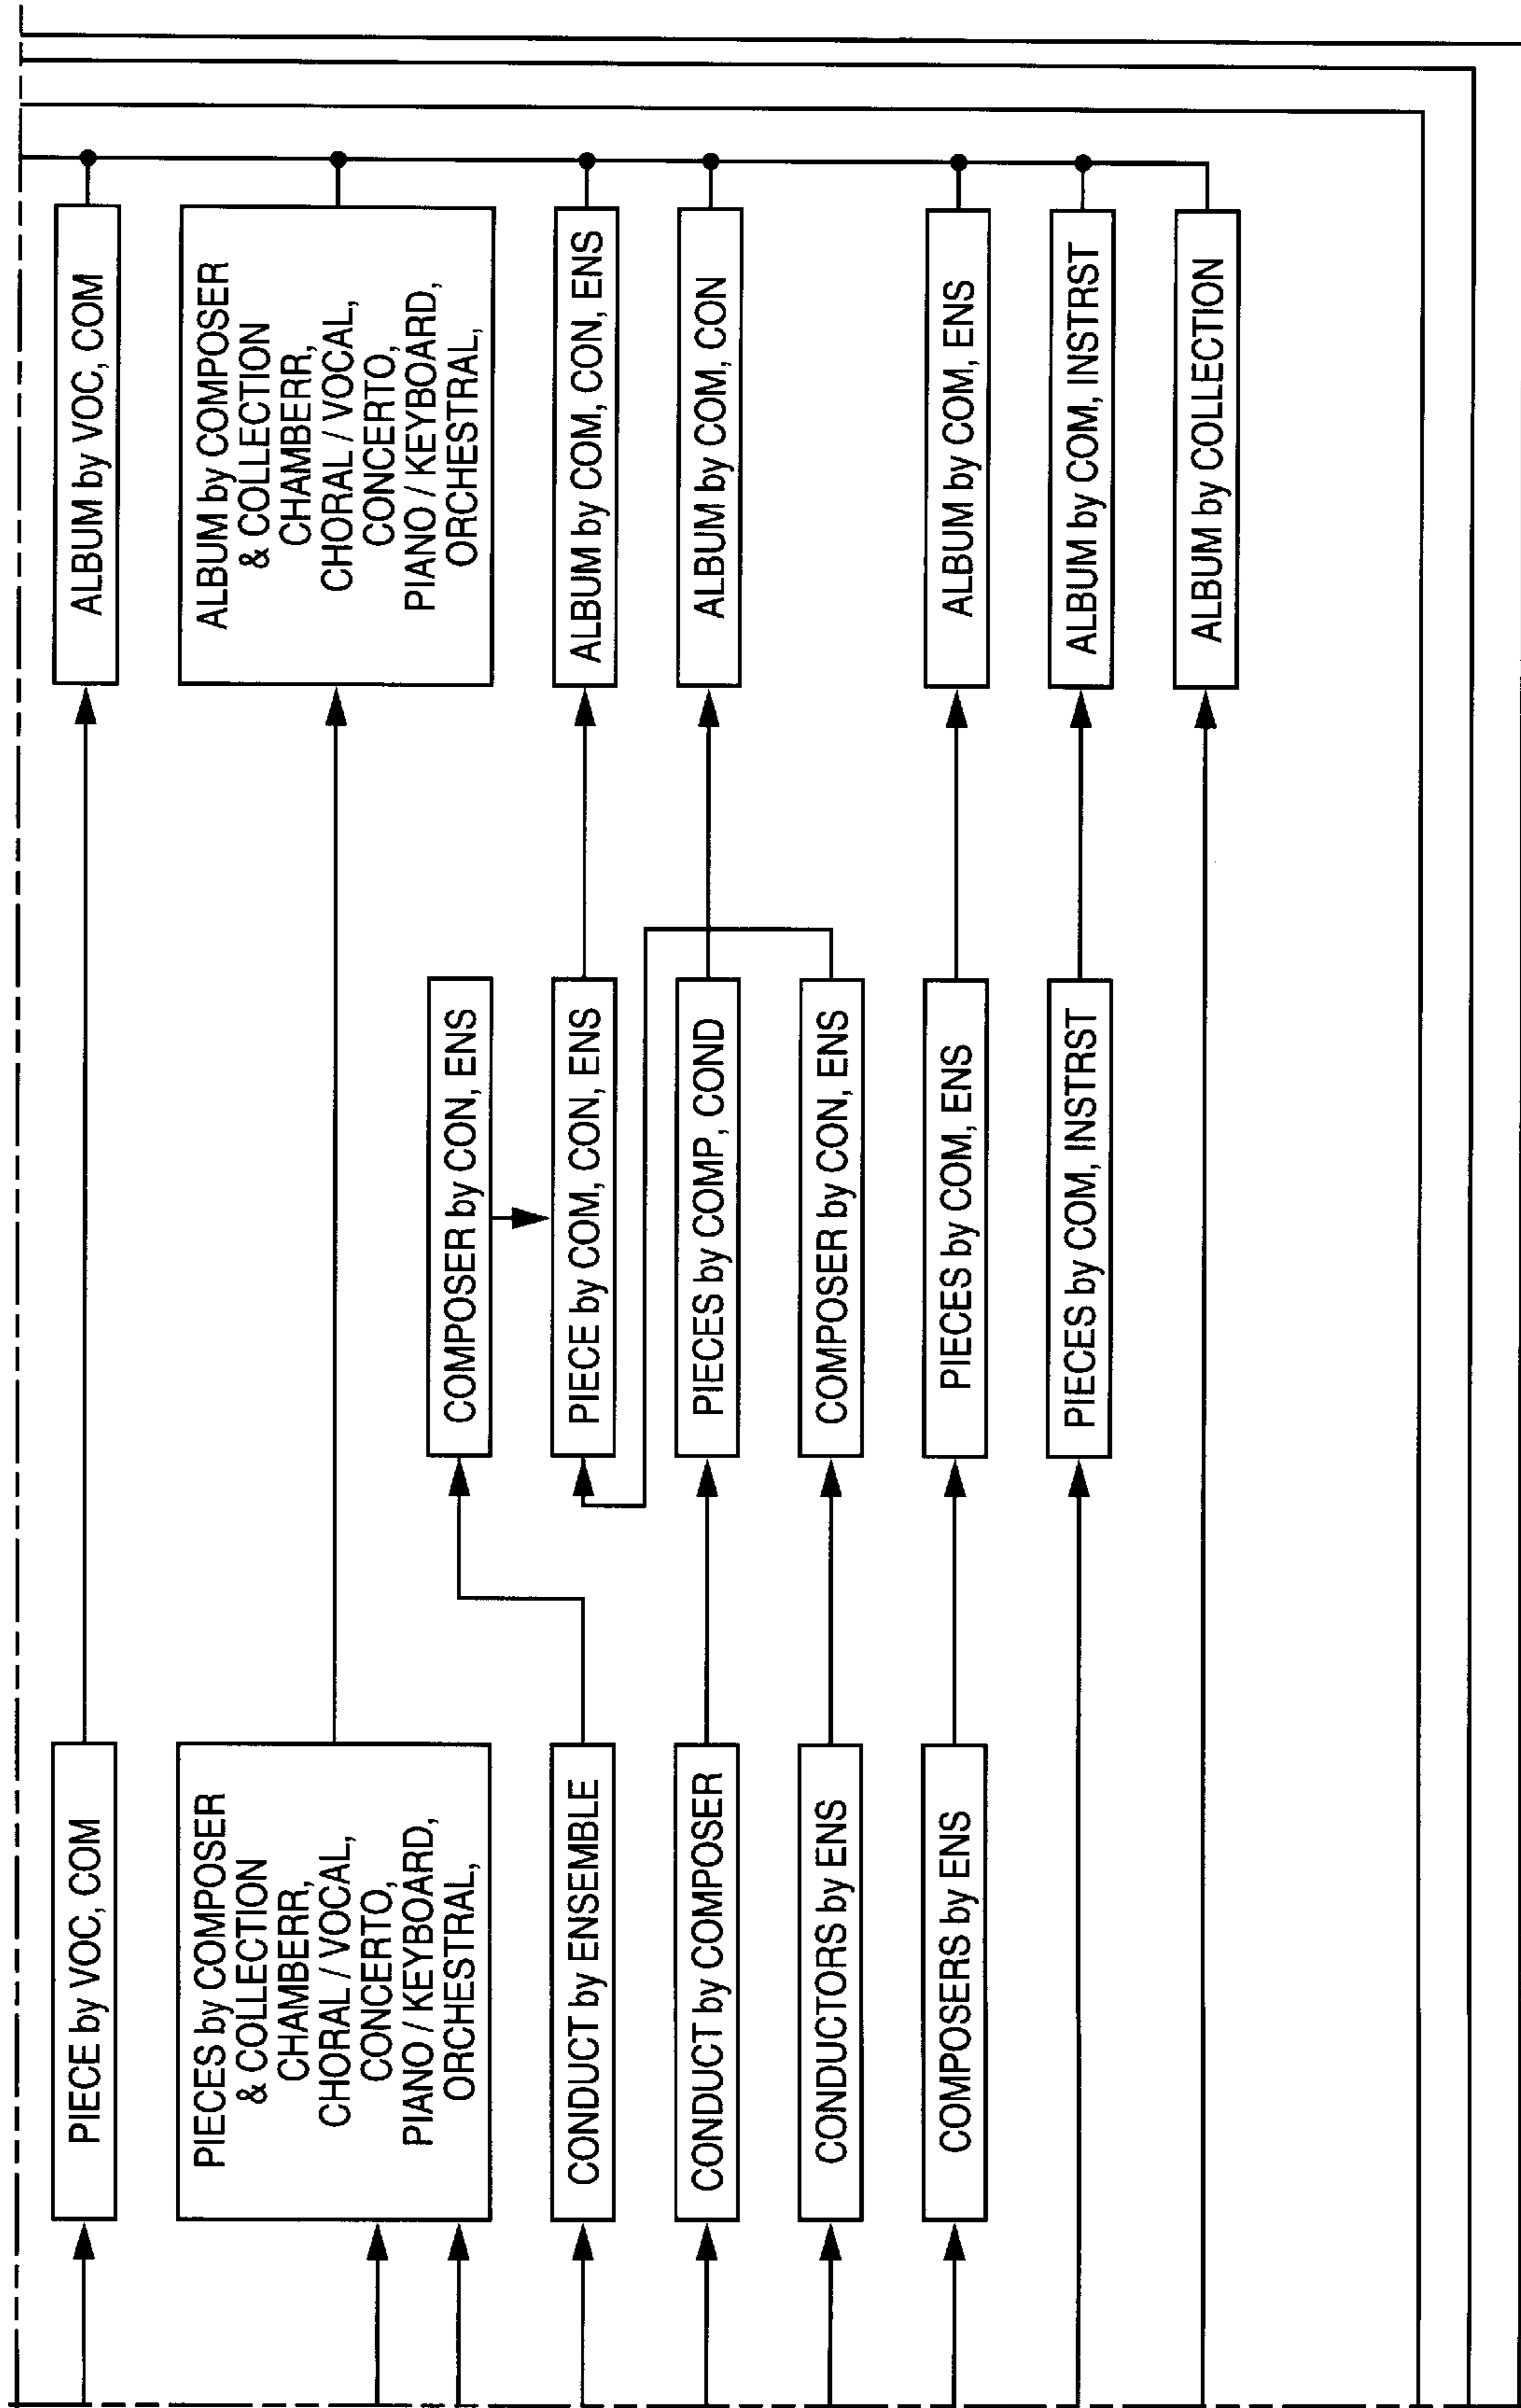 PIECE by VOC, COM
ALBUM by VOC, COM
PIECES by COMPOSER
& COLLECTION
CHAMBERR,
CHORAL / VOCAL,
CONCERTO,
PIANO / KEYBOARD,
ORCHESTRAL,
ALBUM by COMPOSER
& COLLECTION
CHAMBERR,
CHORAL / VOCAL,
CONCERTO,
PIANO / KEYBOARD,
ORCHESTRAL,
COMPOSER by CON, ENS
CONDUCT by ENSEMBLE
PIECE by COM, CON, ENS
ALBUM by COM, CON, ENS
CONDUCT by COMPOSER
PIECES by COMP, COND
ALBUM by COM, CON
CONDUCTORS by ENS
COMPOSER by CON, ENS
COMPOSERS by ENS
PIECES by COM, ENS
ALBUM by COM, ENS
PIECES by COM, INSTRST
ALBUM by COM, INSTRST
ALBUM by COLLECTION